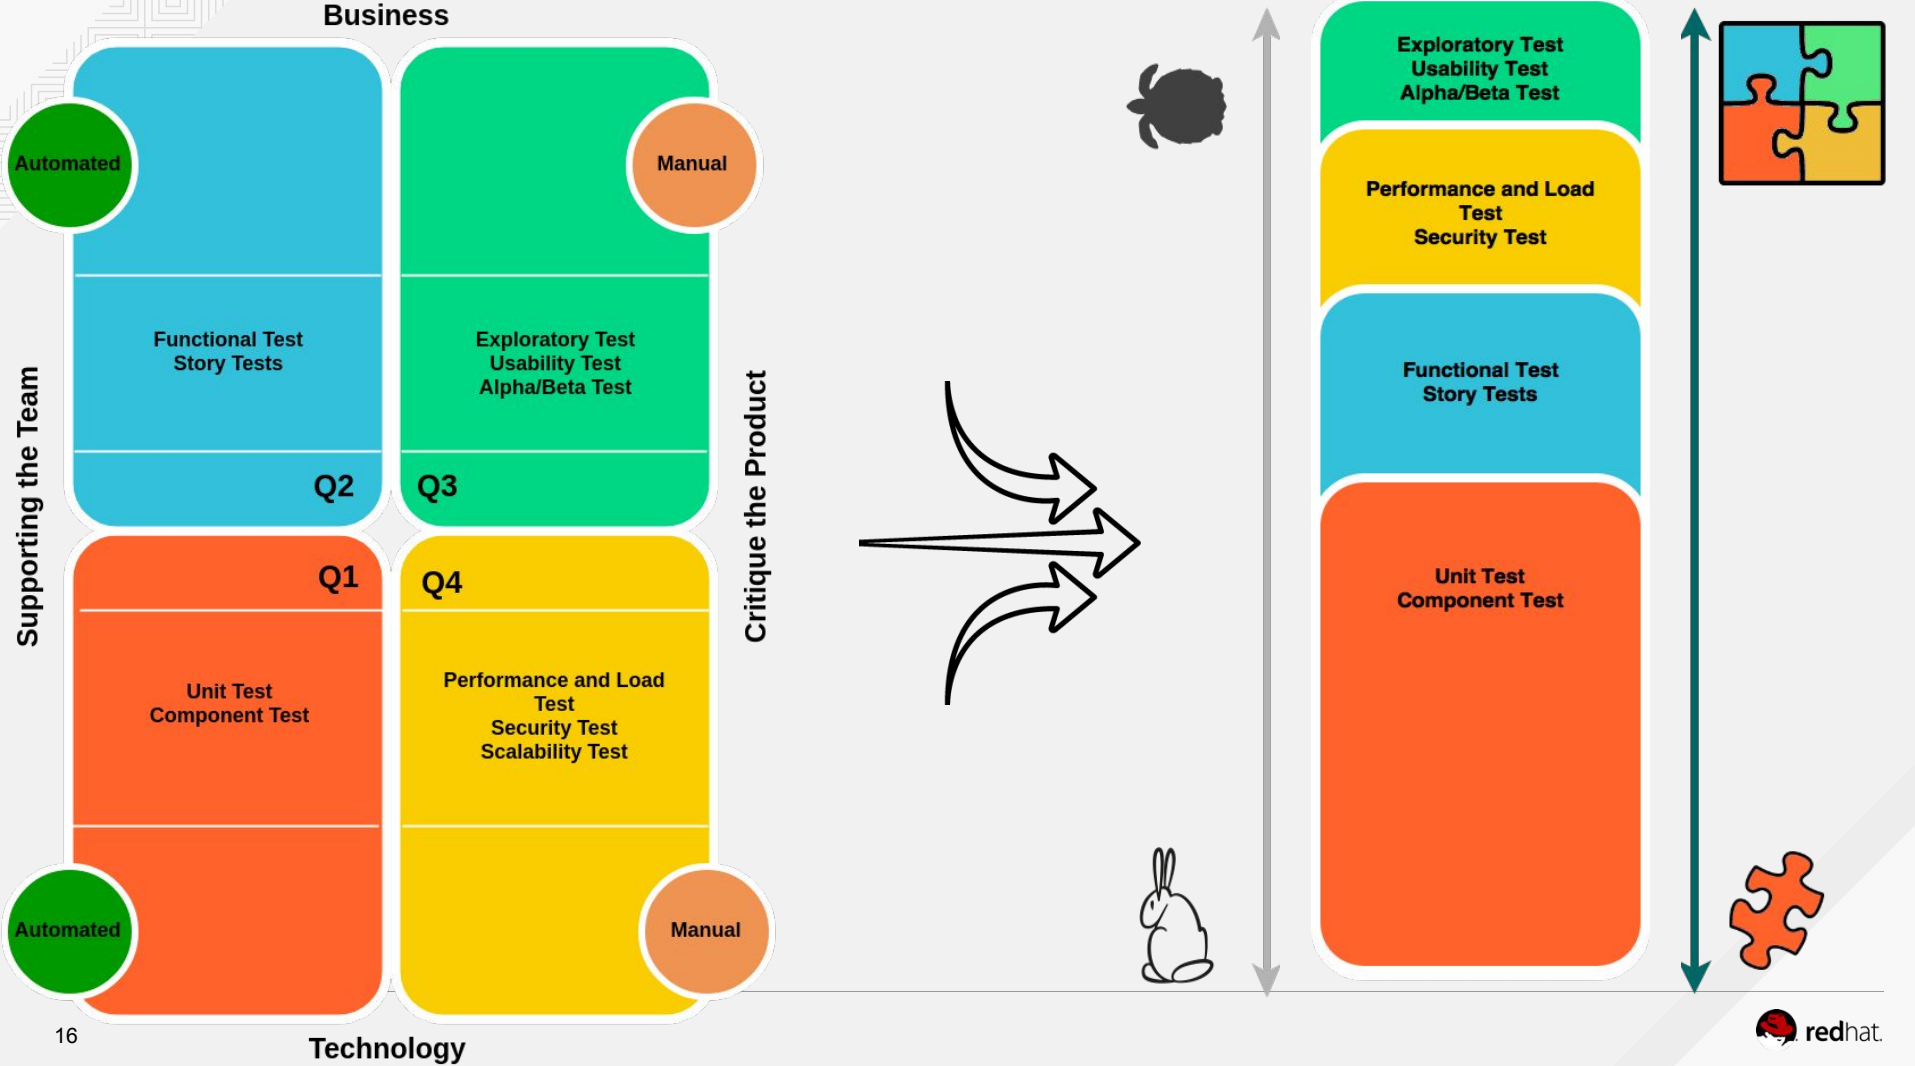 Business
Automated
Manual
Functional Test
Story Tests
Exploratory Test
Usability Test
Alpha/Beta Test
Q2
Q3
Supporting the Team
Critique the Product
Q1
Q4
Unit Test
Component Test
Performance and Load
Test
Security Test
Scalability Test
Automated
Manual
Technology
Exploratory Test
Usability Test
Alpha/Beta Test
Performance and Load
Test
Security Test
Functional Test
Story Tests
Unit Test
Component Test
16
redhat.